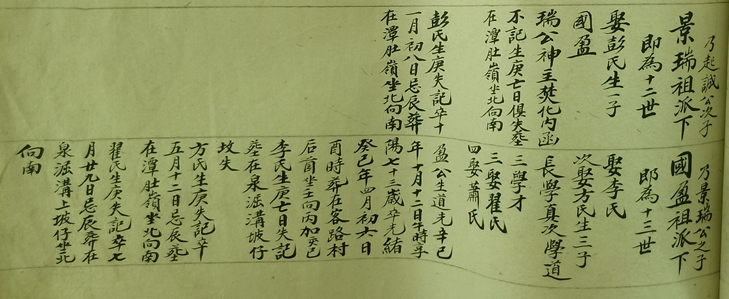 乃起誠公次子
景瑞祖派下
即為十二世
娶彭氏生一子
國盈
瑞公神主焚化內函
不記生庚亡日俱失墓
在潭肚嶺坐北向南
彭氏生庚失記卒十
一月初八日忌辰葬
在潭肚嶺坐北向南
乃景瑞公之子
國盈祖派下
即為十三世
娶李氏
次娶方氏生三子
長學真次學道
三學才
三娶翟氏
四娶蕭氏
盈公生道光辛巳
年十月十二日午時享
陽七十三歲卒光緒
癸巳年四月初六日
酉時葬在客路村
后面坐壬向丙加癸巳
李氏生庚亡日失記
葬在泉淈溝坡仔
坟失
方氏生庚失記卒
五月十二日忌辰墓
在潭肚嶺坐北向南
翟氏生庚失記卒七
月廿九日忌辰葬在
泉淈溝上坡仔坐北
向南